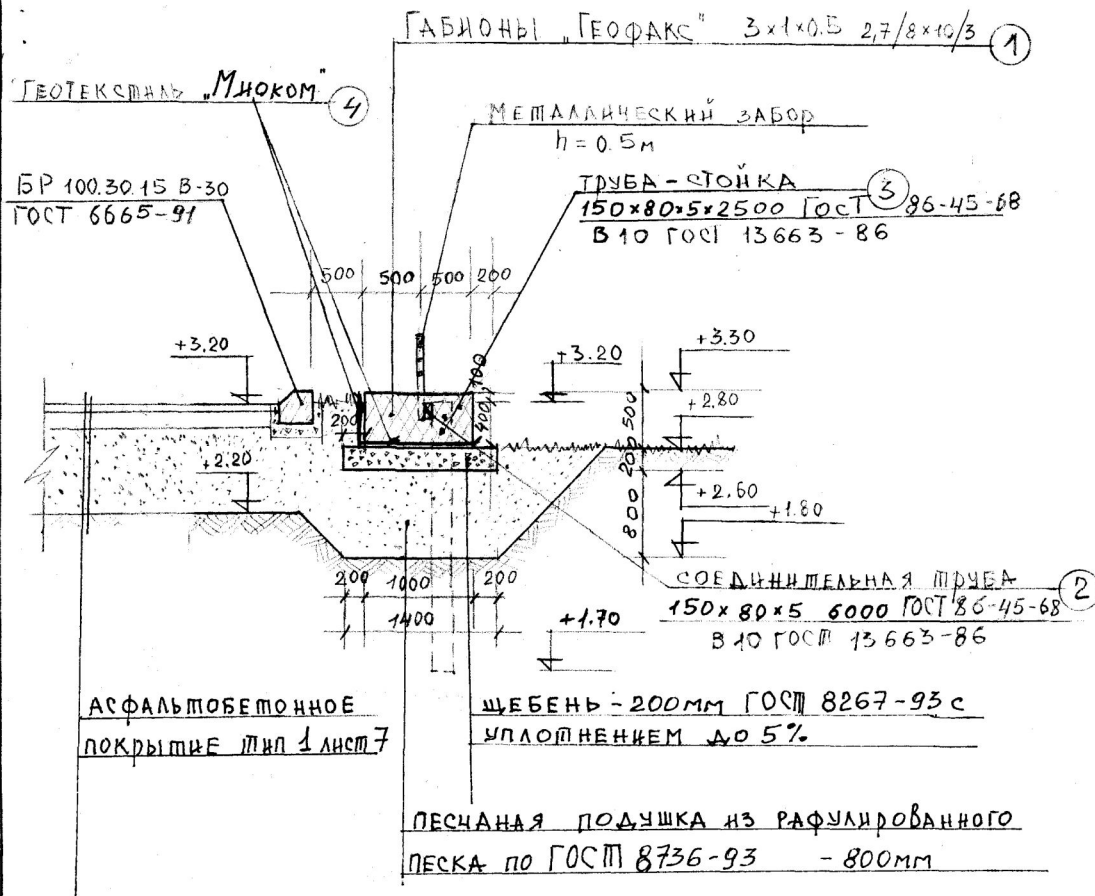 ГАБИОНЫ „ГЕОФАКС" 3×1×0.5 2,7/8×10/3 1
ГЕОТЕКСТИЛЬ „Миоком" 4
МЕТАЛЛИЧЕСКИЙ ЗАБОР
h = 0.5м
БР 100.30.15 В-30
ГОСТ 6665-91
ТРУБА-СТОЙКА 3
150×80×5×2500 ГОСТ 86-45-68
В 10 ГОСТ 13663-86
500 500 500 200
+3.20
+3.20
+3.30
100
400
200
+2.80
500
200
800
+2.20
+2.60
+1.80
200 1000 200
1400
+1.70
СОЕДИНИТЕЛЬНАЯ ТРУБА 2
150×80×5 6000 ГОСТ 86-45-68
В 10 ГОСТ 13663-86
АСФАЛЬТОБЕТОННОЕ
ПОКРЫТИЕ ТИП 1 ЛИСТ 7
ЩЕБЕНЬ - 200мм ГОСТ 8267-93 с
УПЛОТНЕНИЕМ ДО 5%
ПЕСЧАНАЯ ПОДУШКА ИЗ РАФУЛИРОВАННОГО
ПЕСКА ПО ГОСТ 8736-93 - 800мм